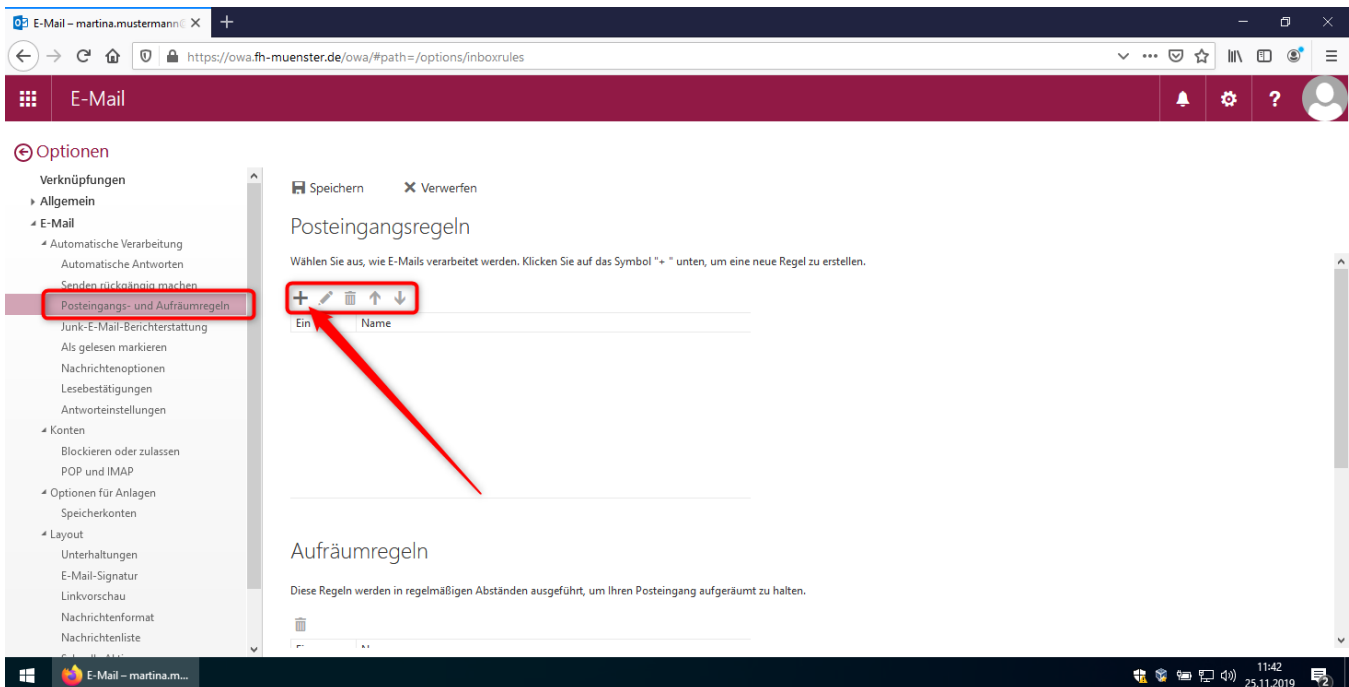 E-Mail – martina.mustermann@
https://owa.fh-muenster.de/owa/#path=/options/inboxrules
E-Mail
?
Optionen
Verknüpfungen
Allgemein
E-Mail
Automatische Verarbeitung
Automatische Antworten
Senden rückgängig machen
Posteingangs- und Aufräumregeln
Junk-E-Mail-Berichterstattung
Als gelesen markieren
Nachrichtenoptionen
Lesebestätigungen
Antworteinstellungen
Konten
Blockieren oder zulassen
POP und IMAP
Optionen für Anlagen
Speicherkonten
Layout
Unterhaltungen
E-Mail-Signatur
Linkvorschau
Nachrichtenformat
Nachrichtenliste
Speichern Verwerfen
Posteingangsregeln
Wählen Sie aus, wie E-Mails verarbeitet werden. Klicken Sie auf das Symbol "+ " unten, um eine neue Regel zu erstellen.
Ein Name
Aufräumregeln
Diese Regeln werden in regelmäßigen Abständen ausgeführt, um Ihren Posteingang aufgeräumt zu halten.
E-Mail – martina.m...
11:42
25.11.2019
2